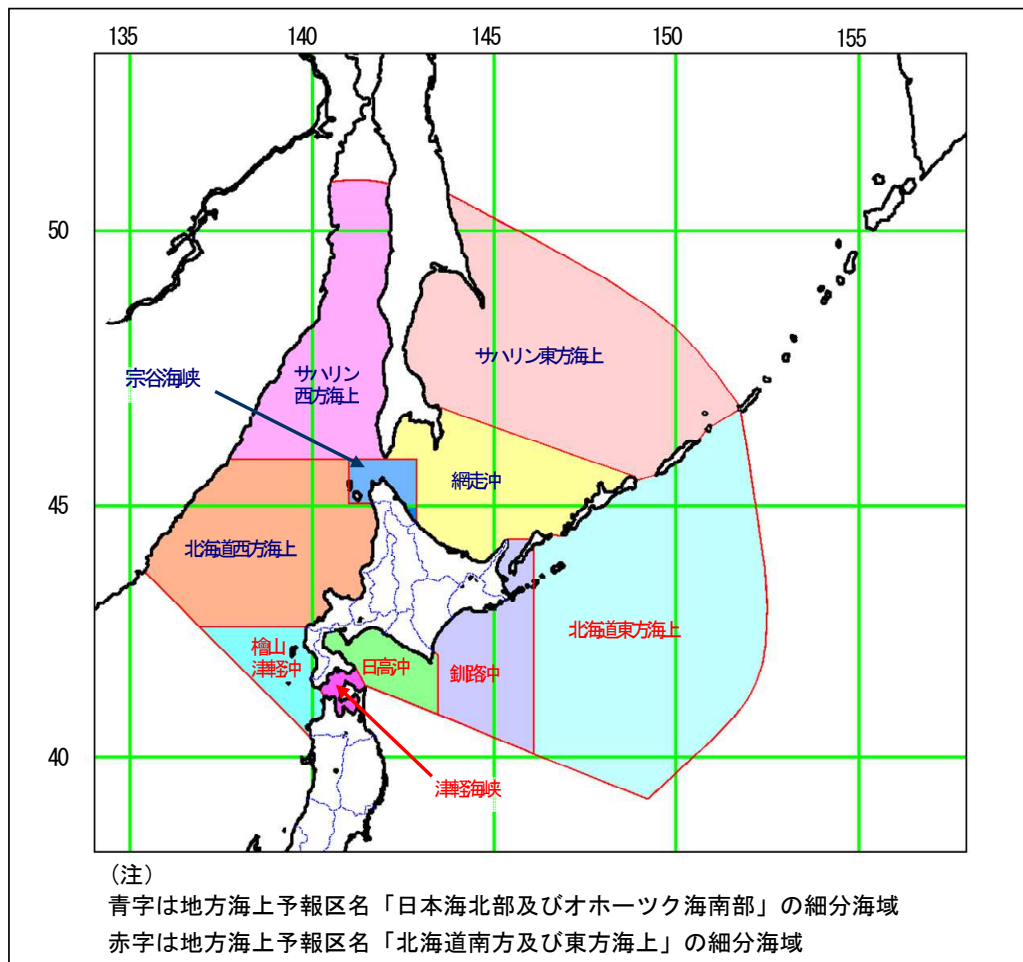 135 140 145 150 155
50
サハリン東方海上
宗谷海峡
サハリン
西方海上
網走沖
45
北海道西方海上
北海道東方海上
檜山
津軽沖
日高沖
釧路沖
40
津軽海峡
(注)
青字は地方海上予報区名「日本海北部及びオホーツク海南部」の細分海域
赤字は地方海上予報区名「北海道南方及び東方海上」の細分海域